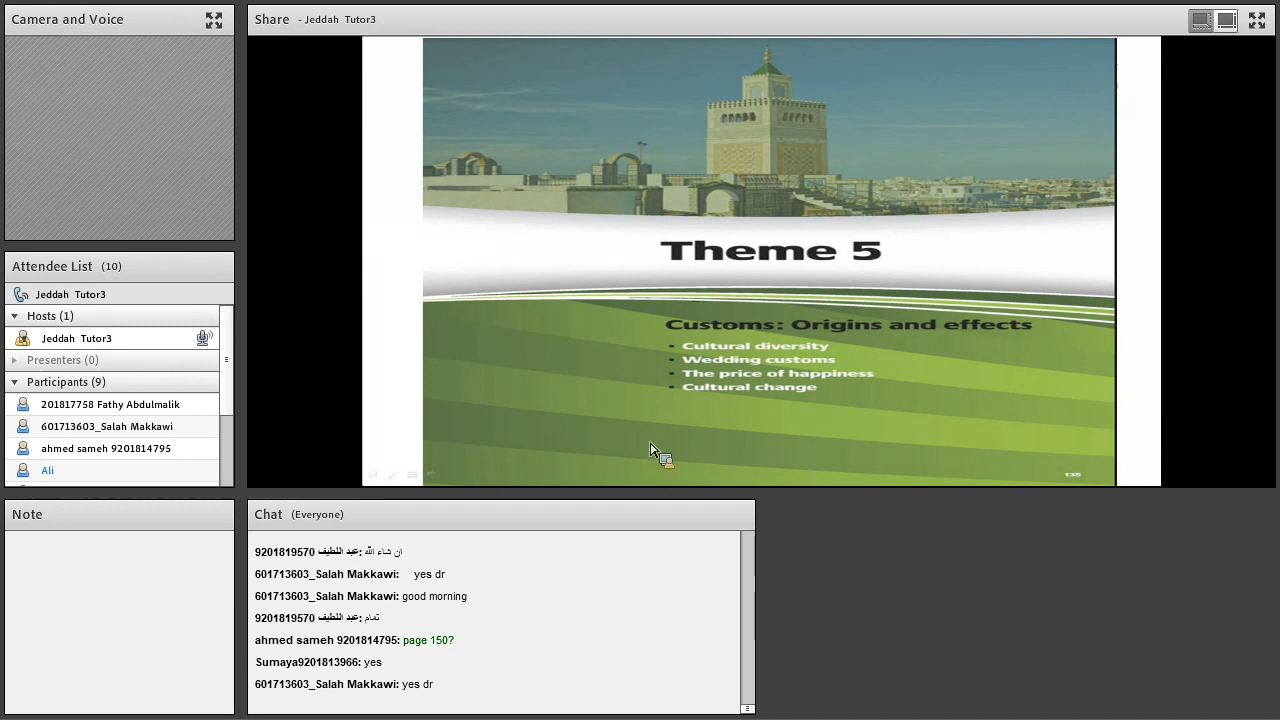 Camera and Voice
Share - Jeddah Tutor3
Theme 5
Customs: Origins and effects
• Cultural diversity
• Wedding customs
• The price of happiness
• Cultural change
135
Attendee List (10)
Jeddah Tutor3
Hosts (1)
Jeddah Tutor3
Presenters (0)
Participants (9)
201817758 Fathy Abdulmalik
601713603_Salah Makkawi
ahmed sameh 9201814795
Ali
Note
Chat (Everyone)
9201819570 عبد اللطيف: ان شاء الله
601713603_Salah Makkawi: yes dr
601713603_Salah Makkawi: good morning
9201819570 عبد اللطيف: تمام
ahmed sameh 9201814795: page 150?
Sumaya9201813966: yes
601713603_Salah Makkawi: yes dr